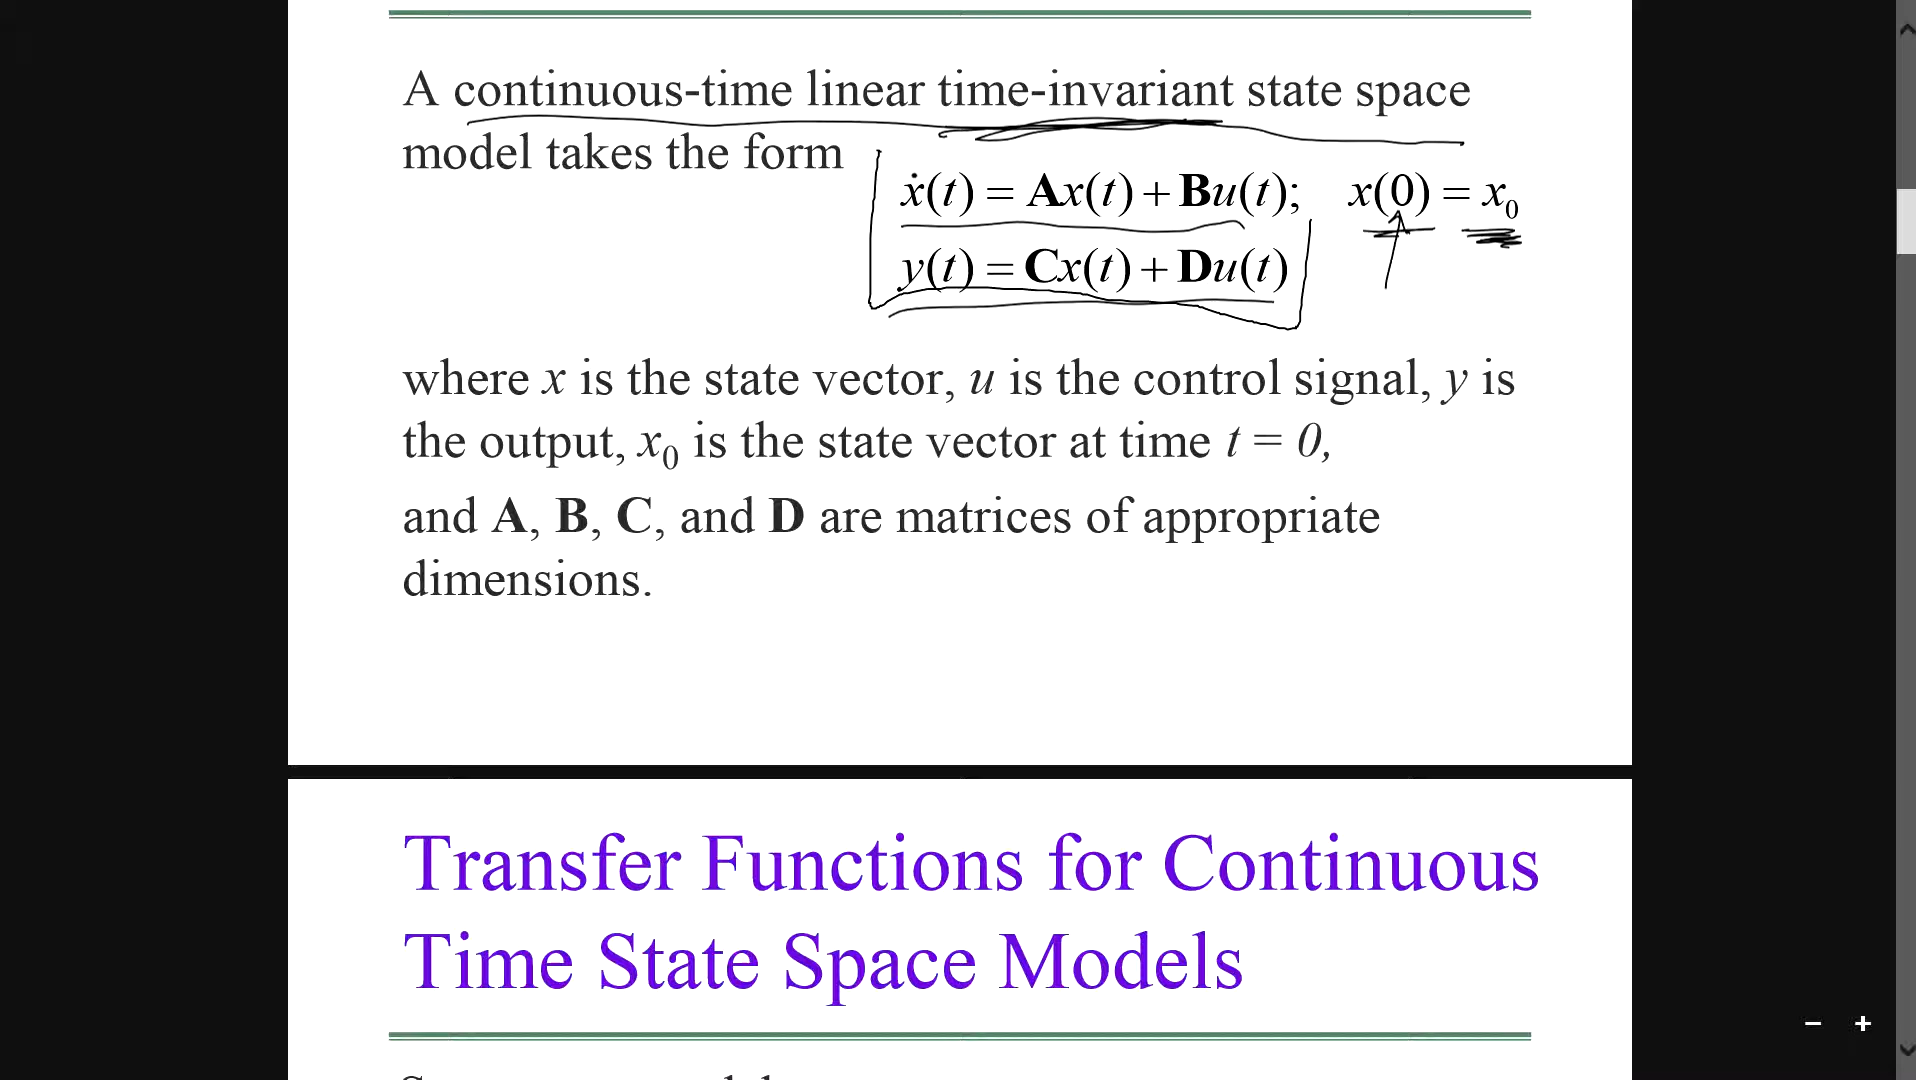 A continuous-time linear time-invariant state space
model takes the form
ẋ(t) = Ax(t) + Bu(t); x(0) = x₀
y(t) = Cx(t) + Du(t)
where x is the state vector, u is the control signal, y is
the output, x₀ is the state vector at time t = 0,
and A, B, C, and D are matrices of appropriate
dimensions.
Transfer Functions for Continuous
Time State Space Models